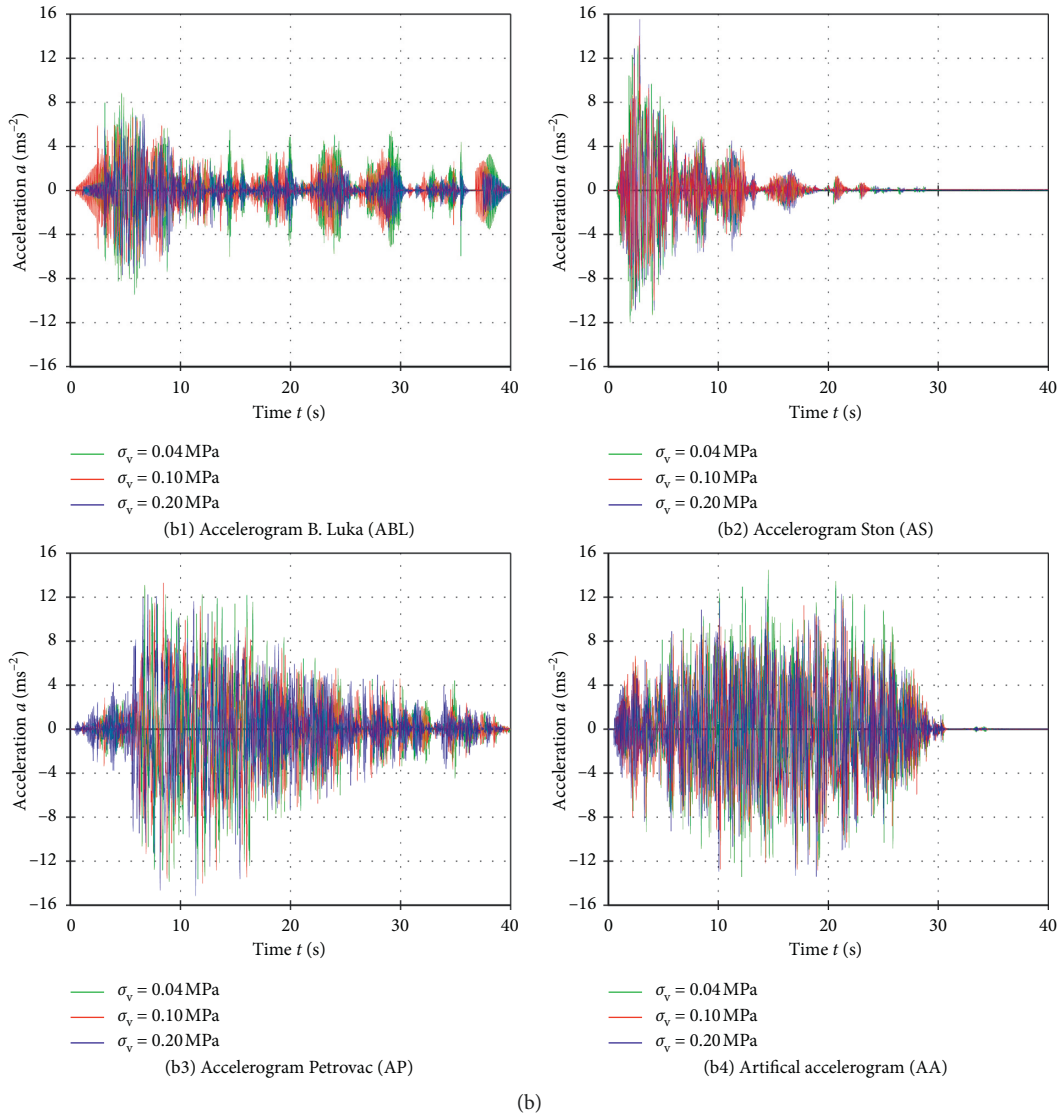 16
12
8
4
0
−4
−8
−12
−16
Acceleration a (ms−2)
0 10 20 30 40
Time t (s)
σv = 0.04 MPa
σv = 0.10 MPa
σv = 0.20 MPa
(b1) Accelerogram B. Luka (ABL)
16
12
8
4
0
−4
−8
−12
−16
Acceleration a (ms−2)
0 10 20 30 40
Time t (s)
σv = 0.04 MPa
σv = 0.10 MPa
σv = 0.20 MPa
(b2) Accelerogram Ston (AS)
16
12
8
4
0
−4
−8
−12
−16
Acceleration a (ms−2)
0 10 20 30 40
Time t (s)
σv = 0.04 MPa
σv = 0.10 MPa
σv = 0.20 MPa
(b3) Accelerogram Petrovac (AP)
16
12
8
4
0
−4
−8
−12
−16
Acceleration a (ms−2)
0 10 20 30 40
Time t (s)
σv = 0.04 MPa
σv = 0.10 MPa
σv = 0.20 MPa
(b4) Artifical accelerogram (AA)
(b)